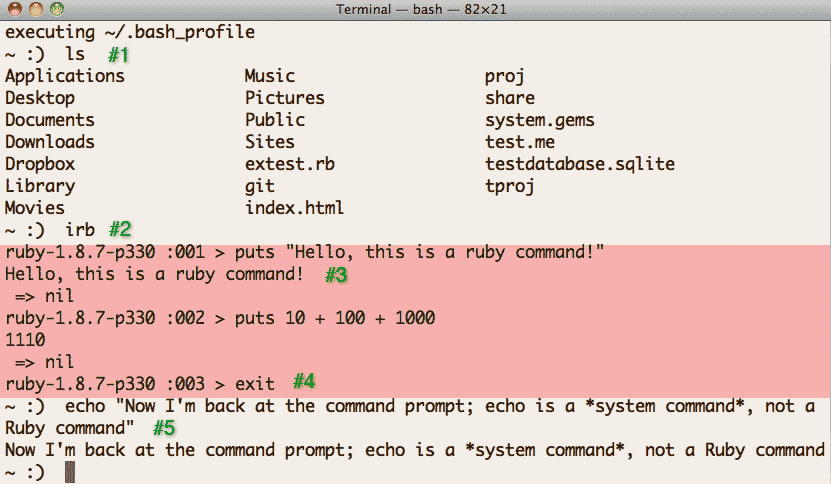 Terminal — bash — 82×21
executing ~/.bash_profile
~ :)  ls  #1
Applications            Music                   proj
Desktop                 Pictures                share
Documents               Public                  system.gems
Downloads               Sites                   test.me
Dropbox                 extest.rb               testdatabase.sqlite
Library                 git                     tproj
Movies                  index.html
~ :)  irb  #2
ruby-1.8.7-p330 :001 > puts "Hello, this is a ruby command!"
Hello, this is a ruby command!  #3
 => nil
ruby-1.8.7-p330 :002 > puts 10 + 100 + 1000
1110
 => nil
ruby-1.8.7-p330 :003 > exit  #4
~ :)  echo "Now I'm back at the command prompt; echo is a *system command*, not a
Ruby command"  #5
Now I'm back at the command prompt; echo is a *system command*, not a Ruby command
~ :)